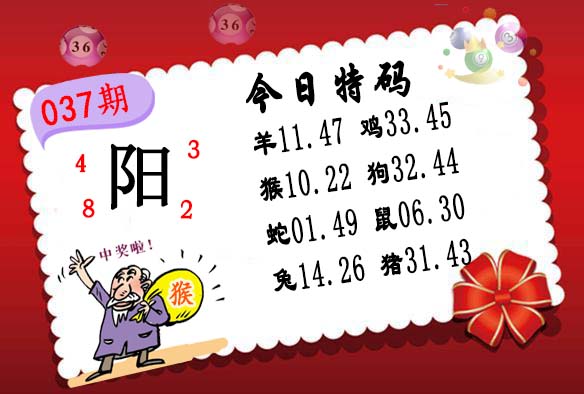 36
36
3
9
037期
今日特码
羊11.47 鸡33.45
4
阳
3
8
2
猴10.22 狗32.44
蛇01.49 鼠06.30
兔14.26 猪31.43
中奖啦!
猴